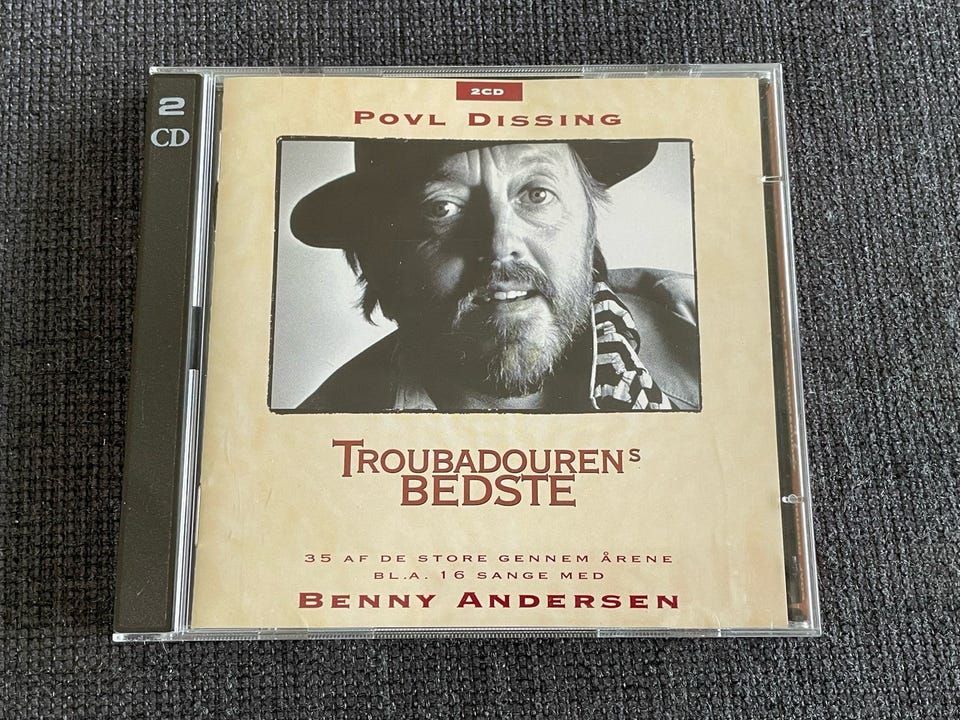 2
CD
2CD
POVL DISSING
TROUBADOURENS
BEDSTE
35 AF DE STORE GENNEM ÅRENE
BL.A. 16 SANGE MED
BENNY ANDERSEN